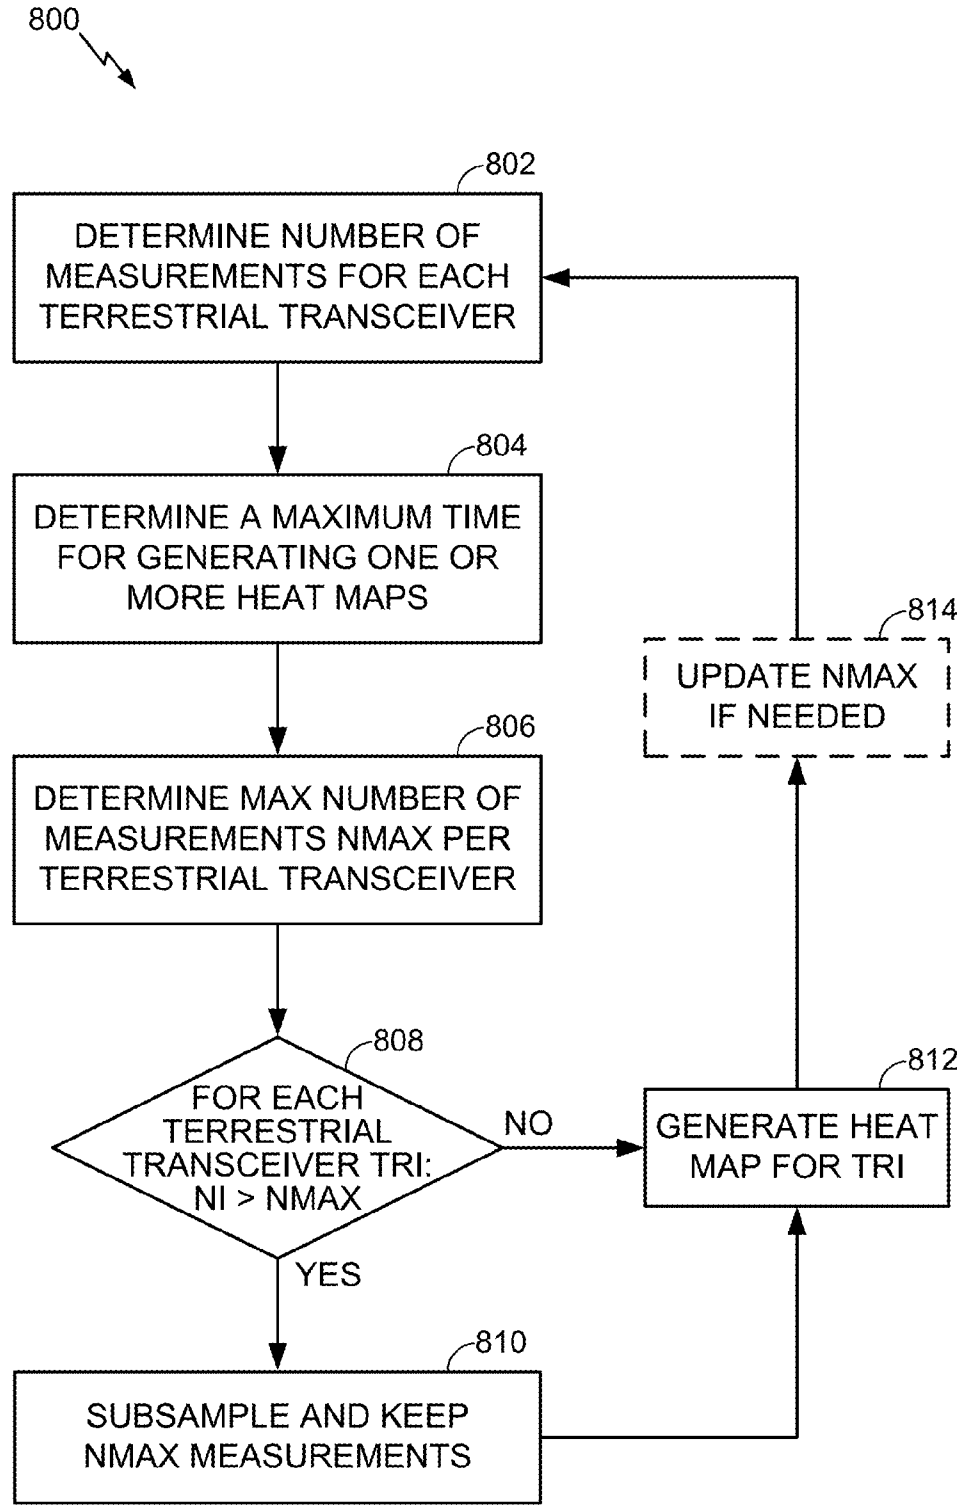 800
802
DETERMINE NUMBER OF
MEASUREMENTS FOR EACH
TERRESTRIAL TRANSCEIVER
804
DETERMINE A MAXIMUM TIME
FOR GENERATING ONE OR
MORE HEAT MAPS
814
UPDATE NMAX
IF NEEDED
806
DETERMINE MAX NUMBER OF
MEASUREMENTS NMAX PER
TERRESTRIAL TRANSCEIVER
808
FOR EACH
TERRESTRIAL
TRANSCEIVER TRI:
NI > NMAX
NO
812
GENERATE HEAT
MAP FOR TRI
YES
810
SUBSAMPLE AND KEEP
NMAX MEASUREMENTS